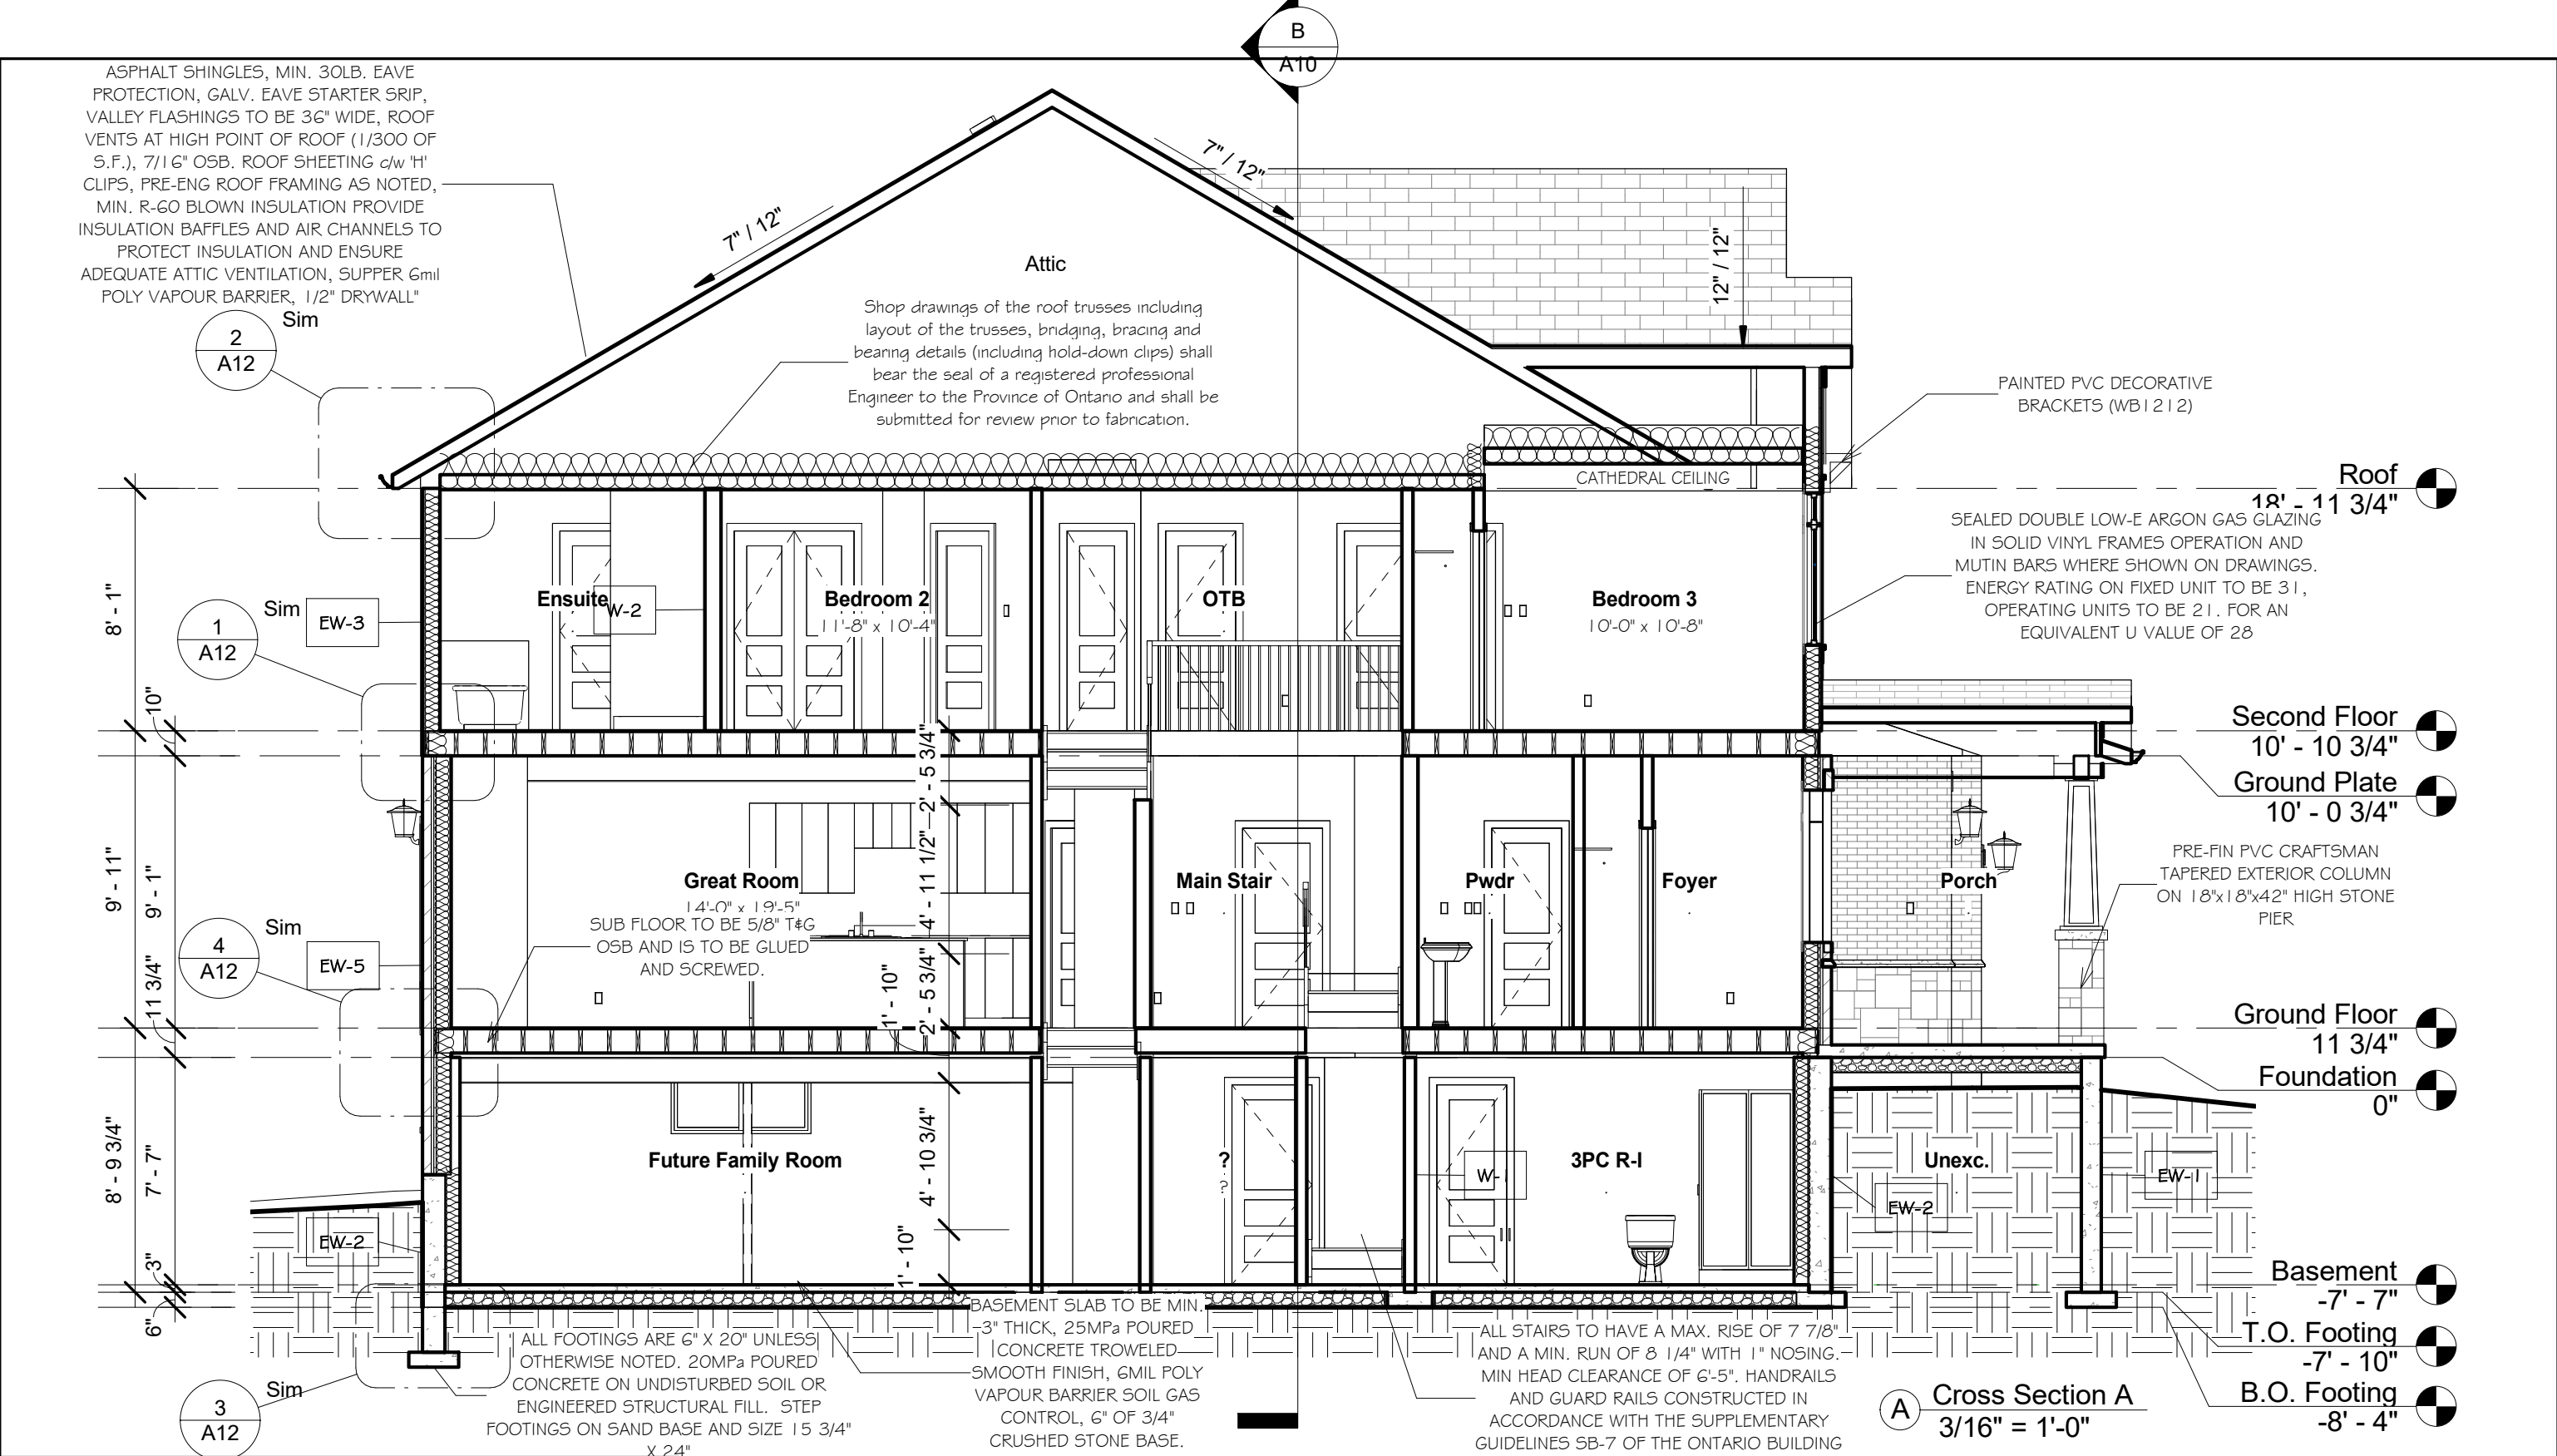 B
A10
ASPHALT SHINGLES, MIN. 30LB. EAVE
PROTECTION, GALV. EAVE STARTER SRIP,
VALLEY FLASHINGS TO BE 36" WIDE, ROOF
VENTS AT HIGH POINT OF ROOF (1/300 OF
S.F.), 7/16" OSB. ROOF SHEETING c/w 'H'
CLIPS, PRE-ENG ROOF FRAMING AS NOTED,
MIN. R-60 BLOWN INSULATION PROVIDE
INSULATION BAFFLES AND AIR CHANNELS TO
PROTECT INSULATION AND ENSURE
ADEQUATE ATTIC VENTILATION, SUPPER 6mil
POLY VAPOUR BARRIER, 1/2" DRYWALL"
7" / 12"
7" / 12"
12" / 12"
Attic
Shop drawings of the roof trusses including
layout of the trusses, bridging, bracing and
bearing details (including hold-down clips) shall
bear the seal of a registered professional
Engineer to the Province of Ontario and shall be
submitted for review prior to fabrication.
2
A12
Sim
PAINTED PVC DECORATIVE
BRACKETS (WB1212)
CATHEDRAL CEILING
Roof
18' - 11 3/4"
SEALED DOUBLE LOW-E ARGON GAS GLAZING
IN SOLID VINYL FRAMES OPERATION AND
MUTIN BARS WHERE SHOWN ON DRAWINGS.
ENERGY RATING ON FIXED UNIT TO BE 31,
OPERATING UNITS TO BE 21. FOR AN
EQUIVALENT U VALUE OF 28
8' - 1"
1
A12
Sim
EW-3
Ensuite
W-2
Bedroom 2
11'-8" x 10'-4"
OTB
Bedroom 3
10'-0" x 10'-8"
10"
Second Floor
10' - 10 3/4"
Ground Plate
10' - 0 3/4"
2' - 5 3/4"
4' - 11 1/2"
2' - 5 3/4"
9' - 11"
9' - 1"
11 3/4"
4
A12
Sim
EW-5
Great Room
14'-0" x 19'-5"
SUB FLOOR TO BE 5/8" T&G
OSB AND IS TO BE GLUED
AND SCREWED.
Main Stair
Pwdr
Foyer
Porch
PRE-FIN PVC CRAFTSMAN
TAPERED EXTERIOR COLUMN
ON 18"x18"x42" HIGH STONE
PIER
1' - 10"
Ground Floor
11 3/4"
Foundation
0"
8' - 9 3/4"
7' - 7"
3"
6"
EW-2
Future Family Room
4' - 10 3/4"
1' - 10"
?
?
W-1
3PC R-I
Unexc.
EW-2
EW-1
Basement
-7' - 7"
T.O. Footing
-7' - 10"
B.O. Footing
-8' - 4"
3
A12
Sim
ALL FOOTINGS ARE 6" X 20" UNLESS
OTHERWISE NOTED. 20MPa POURED
CONCRETE ON UNDISTURBED SOIL OR
ENGINEERED STRUCTURAL FILL. STEP
FOOTINGS ON SAND BASE AND SIZE 15 3/4"
X 24"
BASEMENT SLAB TO BE MIN.
3" THICK, 25MPa POURED
CONCRETE TROWELED
SMOOTH FINISH, 6MIL POLY
VAPOUR BARRIER SOIL GAS
CONTROL, 6" OF 3/4"
CRUSHED STONE BASE.
ALL STAIRS TO HAVE A MAX. RISE OF 7 7/8"
AND A MIN. RUN OF 8 1/4" WITH 1" NOSING.
MIN HEAD CLEARANCE OF 6'-5". HANDRAILS
AND GUARD RAILS CONSTRUCTED IN
ACCORDANCE WITH THE SUPPLEMENTARY
GUIDELINES SB-7 OF THE ONTARIO BUILDING
A
Cross Section A
3/16" = 1'-0"